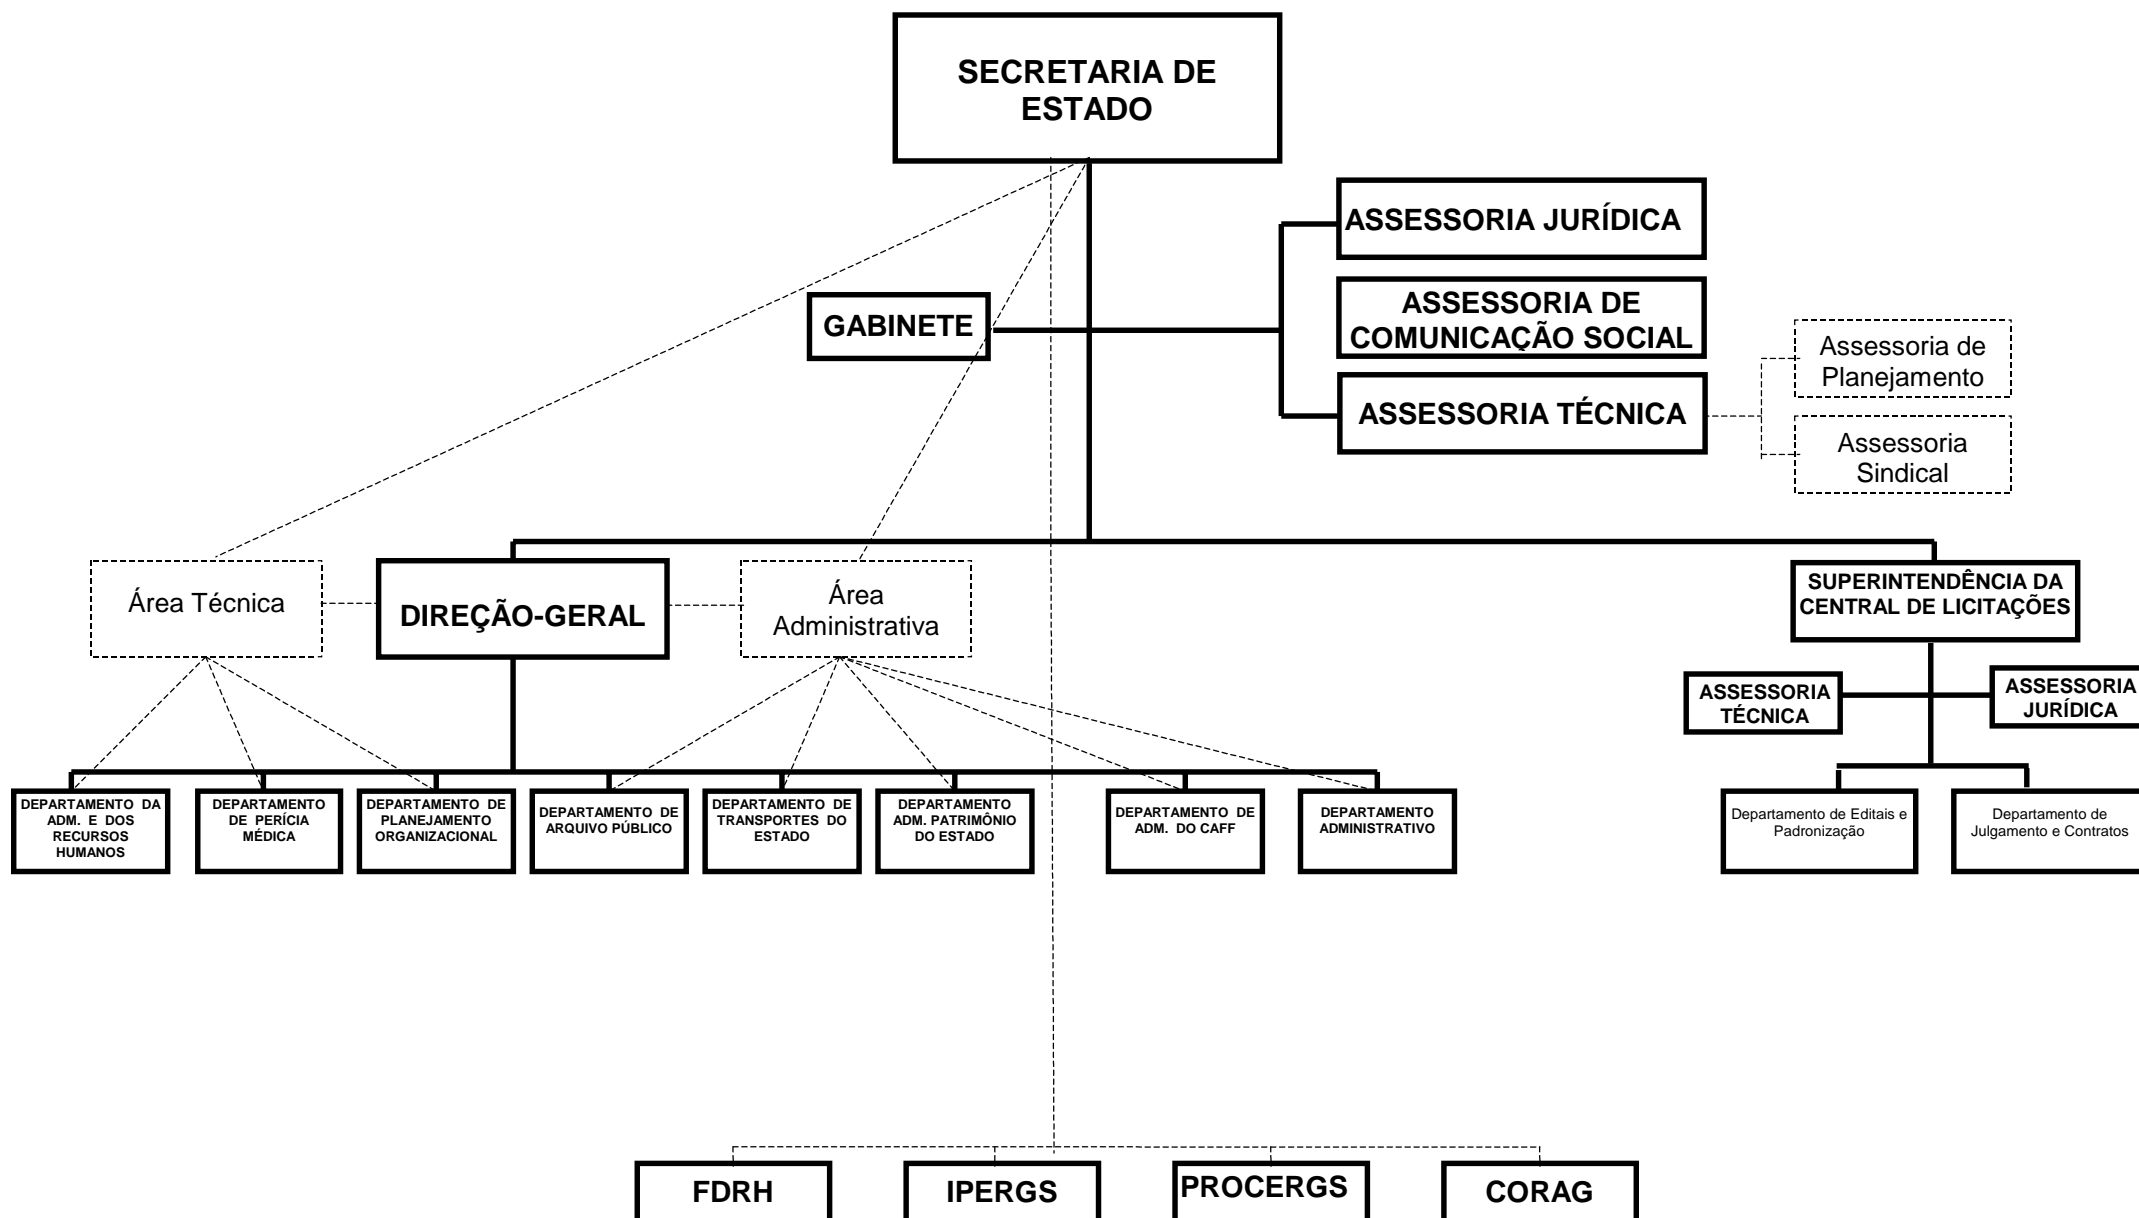 SECRETARIA DE
ESTADO
ASSESSORIA JURÍDICA
GABINETE
ASSESSORIA DE
COMUNICAÇÃO SOCIAL
ASSESSORIA TÉCNICA
Assessoria de
Planejamento
Assessoria
Sindical
Área Técnica
DIREÇÃO-GERAL
Área
Administrativa
SUPERINTENDÊNCIA DA
CENTRAL DE LICITAÇÕES
ASSESSORIA
TÉCNICA
ASSESSORIA
JURÍDICA
DEPARTAMENTO DA
ADM. E DOS
RECURSOS
HUMANOS
DEPARTAMENTO
DE PERÍCIA
MÉDICA
DEPARTAMENTO DE
PLANEJAMENTO
ORGANIZACIONAL
DEPARTAMENTO DE
ARQUIVO PÚBLICO
DEPARTAMENTO DE
TRANSPORTES DO
ESTADO
DEPARTAMENTO
ADM. PATRIMÔNIO
DO ESTADO
DEPARTAMENTO DE
ADM. DO CAFF
DEPARTAMENTO
ADMINISTRATIVO
Departamento de Editais e
Padronização
Departamento de
Julgamento e Contratos
FDRH
IPERGS
PROCERGS
CORAG